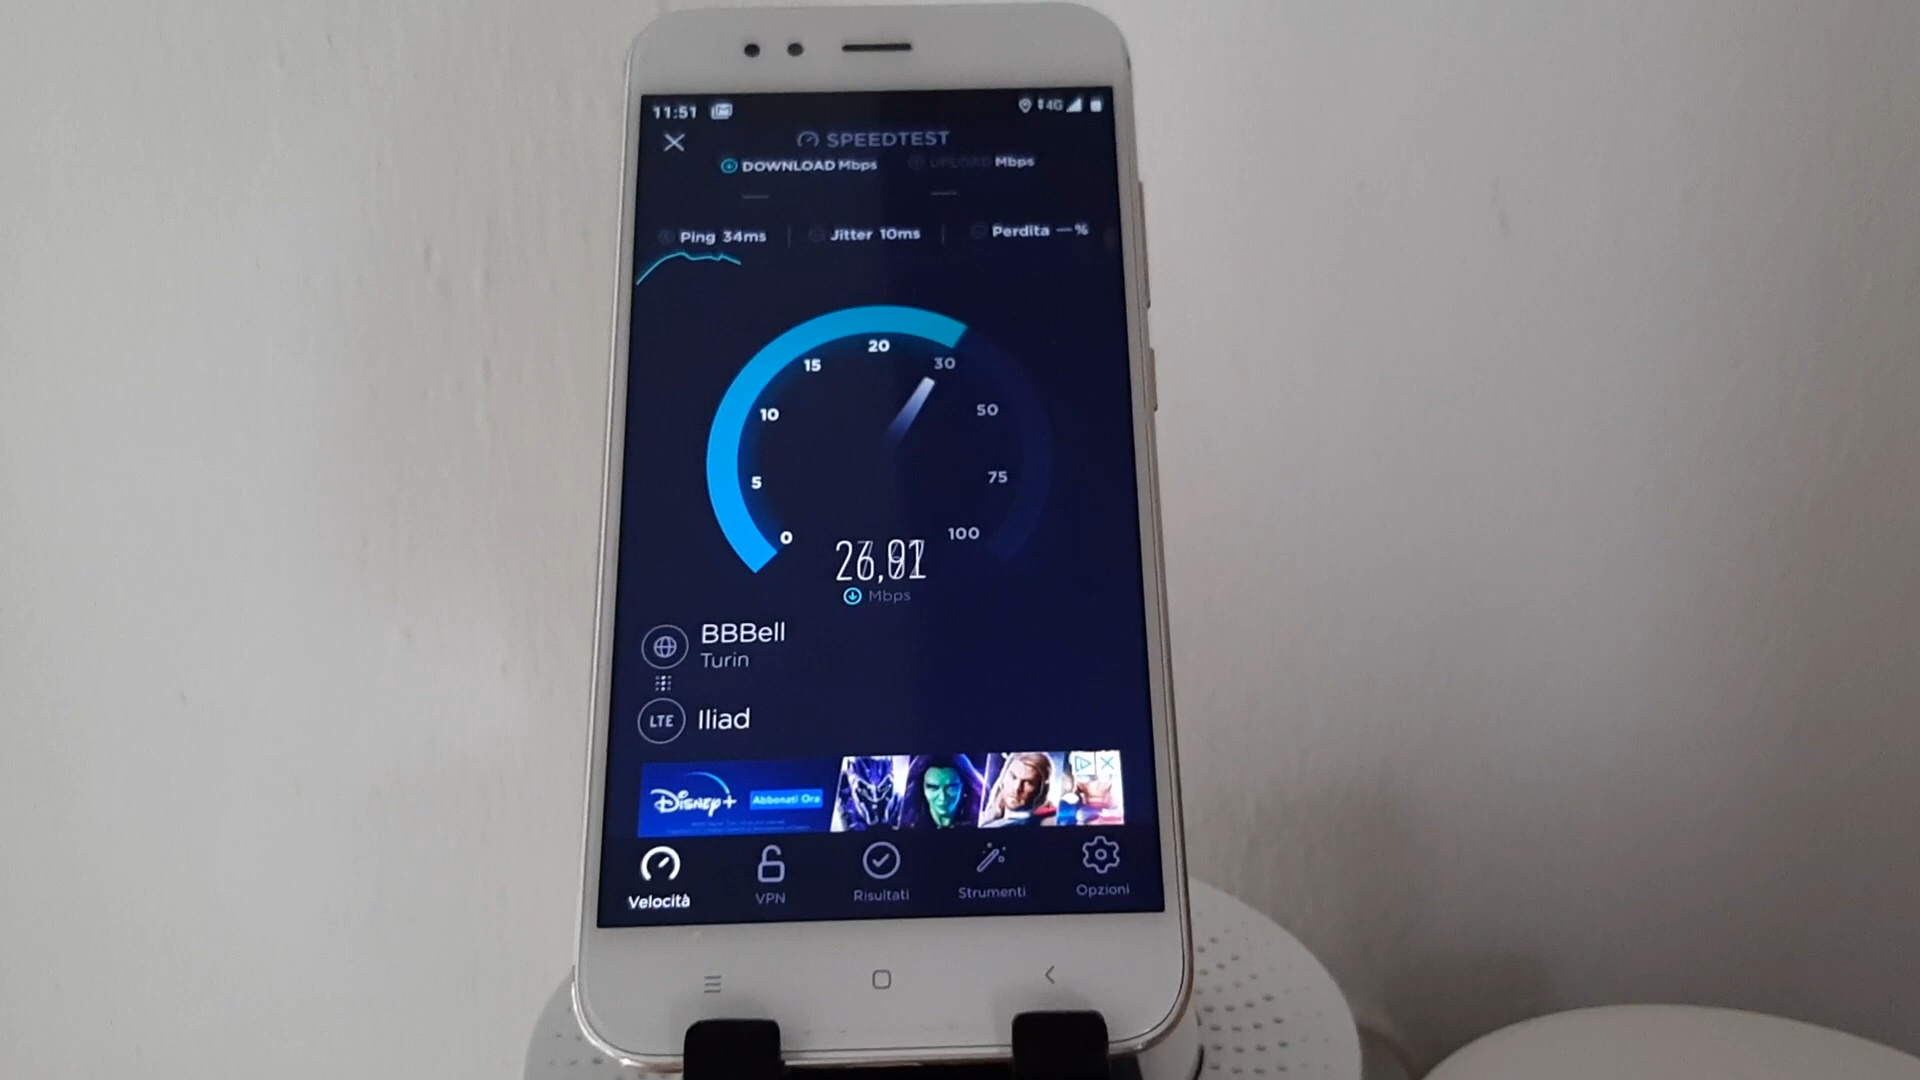 11:51
4G
SPEEDTEST
DOWNLOAD Mbps
UPLOAD Mbps
Ping 34ms
Jitter 10ms
Perdita — %
0
5
10
15
20
30
50
75
100
Mbps
BBBell
Turin
LTE
Iliad
Disney+
Abbonati Ora
Velocità
VPN
Risultati
Strumenti
Opzioni